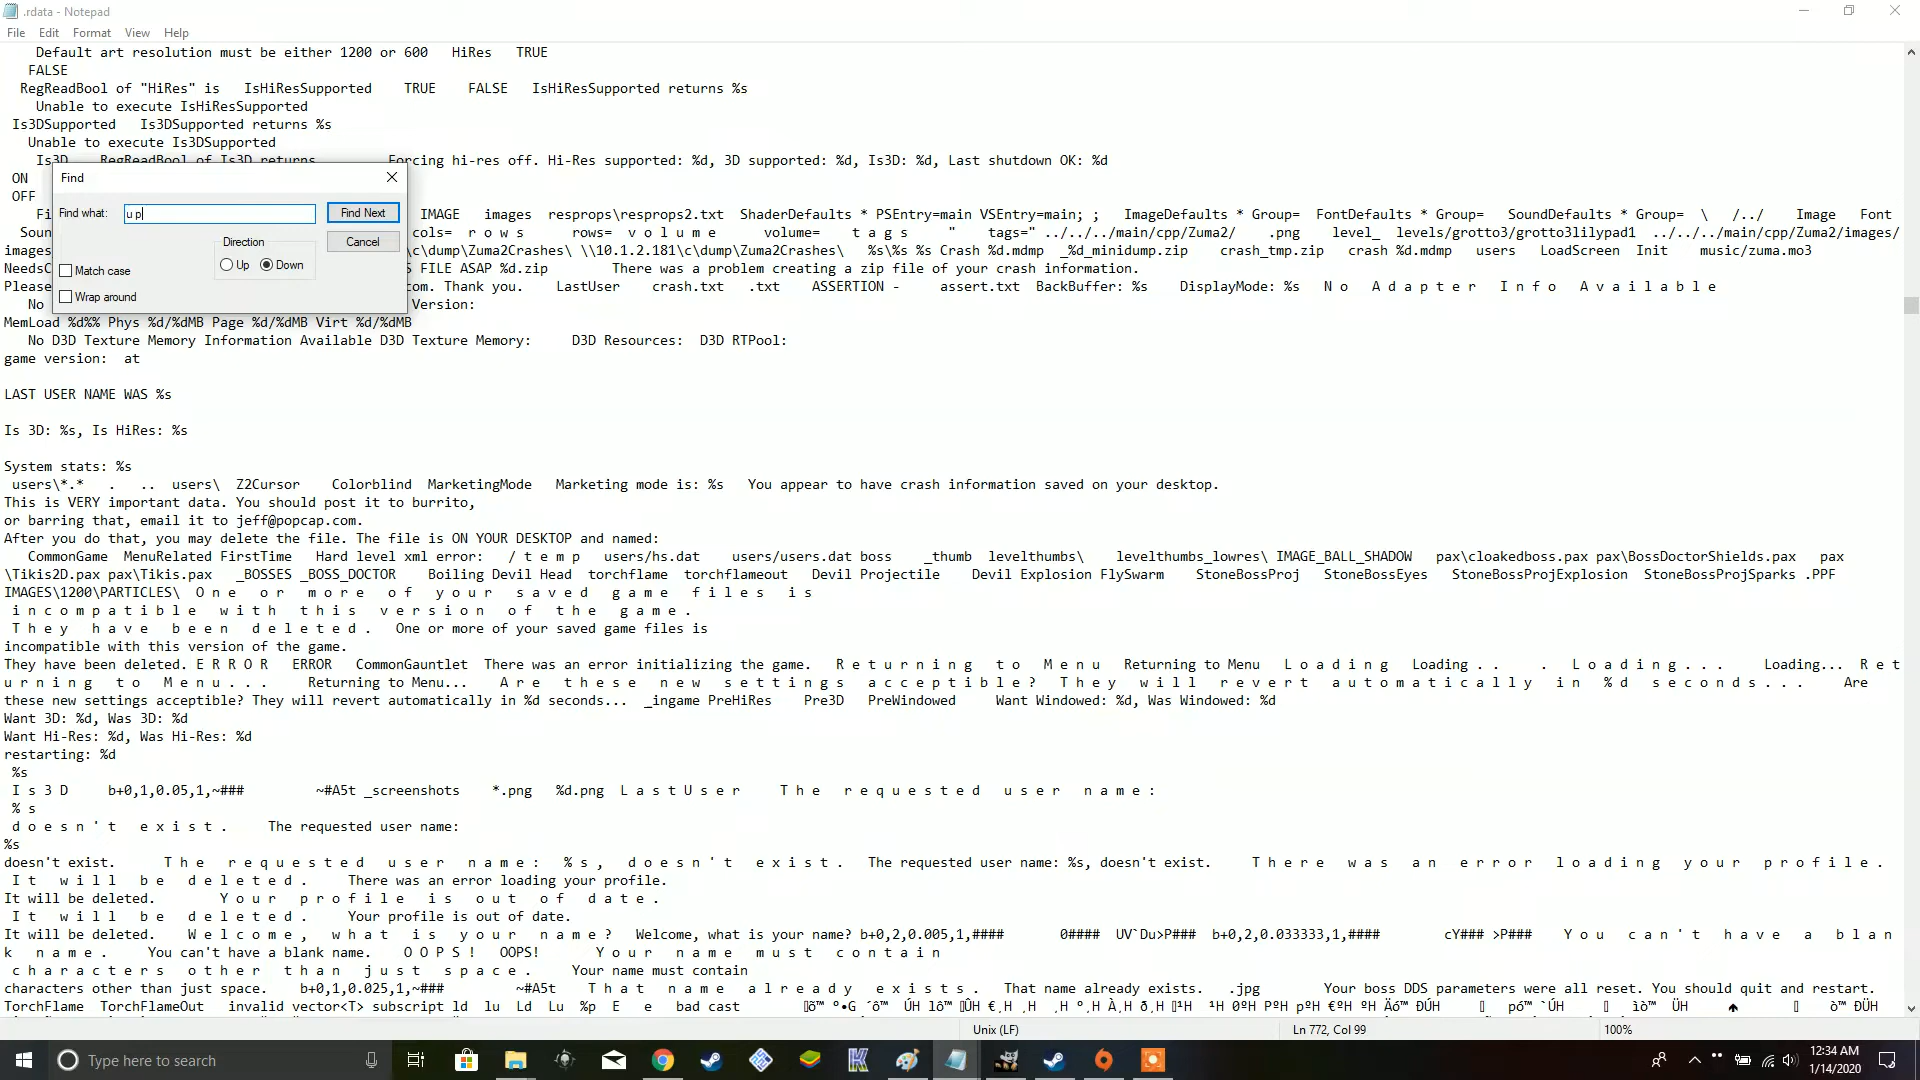 .rdata - Notepad
File Edit Format View Help
Default art resolution must be either 1200 or 600 HiRes TRUE
FALSE
RegReadBool of "HiRes" is IsHiResSupported TRUE FALSE IsHiResSupported returns %s
Unable to execute IsHiResSupported
Is3DSupported Is3DSupported returns %s
Unable to execute Is3DSupported
Is3D RegReadBool of Is3D returns Forcing hi-res off. Hi-Res supported: %d, 3D supported: %d, Is3D: %d, Last shutdown OK: %d
ON
OFF
Find
Find what: u p
Find Next
Cancel
Direction
Up Down
Match case
Wrap around
Fi IMAGE images resprops\resprops2.txt ShaderDefaults * PSEntry=main VSEntry=main; ; ImageDefaults * Group= FontDefaults * Group= SoundDefaults * Group= \ /../ Image Font
Soun cols= r o w s rows= v o l u m e volume= t a g s " tags=" ../../../main/cpp/Zuma2/ .png level_ levels/grotto3/grotto3lilypad1 ../../../main/cpp/Zuma2/images/
images \c\dump\Zuma2Crashes\ \\10.1.2.181\c\dump\Zuma2Crashes\ %s\%s %s Crash %d.mdmp _%d_minidump.zip crash_tmp.zip crash %d.mdmp users LoadScreen Init music/zuma.mo3
NeedsC S FILE ASAP %d.zip There was a problem creating a zip file of your crash information.
Please com. Thank you. LastUser crash.txt .txt ASSERTION - assert.txt BackBuffer: %s DisplayMode: %s N o A d a p t e r I n f o A v a i l a b l e
No Version:
MemLoad %d%% Phys %d/%dMB Page %d/%dMB Virt %d/%dMB
No D3D Texture Memory Information Available D3D Texture Memory: D3D Resources: D3D RTPool:
game version: at
LAST USER NAME WAS %s
Is 3D: %s, Is HiRes: %s
System stats: %s
users\*.* . .. users\ Z2Cursor Colorblind MarketingMode Marketing mode is: %s You appear to have crash information saved on your desktop.
This is VERY important data. You should post it to burrito,
or barring that, email it to jeff@popcap.com.
After you do that, you may delete the file. The file is ON YOUR DESKTOP and named:
CommonGame MenuRelated FirstTime Hard level xml error: / t e m p users/hs.dat users/users.dat boss _thumb levelthumbs\ levelthumbs_lowres\ IMAGE_BALL_SHADOW pax\cloakedboss.pax pax\BossDoctorShields.pax pax
\Tikis2D.pax pax\Tikis.pax _BOSSES _BOSS_DOCTOR Boiling Devil Head torchflame torchflameout Devil Projectile Devil Explosion FlySwarm StoneBossProj StoneBossEyes StoneBossProjExplosion StoneBossProjSparks .PPF
IMAGES\1200\PARTICLES\ O n e o r m o r e o f y o u r s a v e d g a m e f i l e s i s
i n c o m p a t i b l e w i t h t h i s v e r s i o n o f t h e g a m e .
T h e y h a v e b e e n d e l e t e d . One or more of your saved game files is
incompatible with this version of the game.
They have been deleted. E R R O R ERROR CommonGauntlet There was an error initializing the game. R e t u r n i n g t o M e n u Returning to Menu L o a d i n g Loading . . . L o a d i n g . . . Loading... R e t
u r n i n g t o M e n u . . . Returning to Menu... A r e t h e s e n e w s e t t i n g s a c c e p t i b l e ? T h e y w i l l r e v e r t a u t o m a t i c a l l y i n % d s e c o n d s . . . Are
these new settings acceptible? They will revert automatically in %d seconds... _ingame PreHiRes Pre3D PreWindowed Want Windowed: %d, Was Windowed: %d
Want 3D: %d, Was 3D: %d
Want Hi-Res: %d, Was Hi-Res: %d
restarting: %d
%s
I s 3 D b+0,1,0.05,1,~### ~#A5t _screenshots *.png %d.png L a s t U s e r T h e r e q u e s t e d u s e r n a m e :
% s
d o e s n ' t e x i s t . The requested user name:
%s
doesn't exist. T h e r e q u e s t e d u s e r n a m e : % s , d o e s n ' t e x i s t . The requested user name: %s, doesn't exist. T h e r e w a s a n e r r o r l o a d i n g y o u r p r o f i l e .
I t w i l l b e d e l e t e d . There was an error loading your profile.
It will be deleted. Y o u r p r o f i l e i s o u t o f d a t e .
I t w i l l b e d e l e t e d . Your profile is out of date.
It will be deleted. W e l c o m e , w h a t i s y o u r n a m e ? Welcome, what is your name? b+0,2,0.005,1,#### 0#### UV`Du>P### b+0,2,0.033333,1,#### cY### >P### Y o u c a n ' t h a v e a b l a n
k n a m e . You can't have a blank name. O O P S ! OOPS! Y o u r n a m e m u s t c o n t a i n
c h a r a c t e r s o t h e r t h a n j u s t s p a c e . Your name must contain
characters other than just space. b+0,1,0.025,1,~### ~#A5t T h a t n a m e a l r e a d y e x i s t s . That name already exists. .jpg Your boss DDS parameters were all reset. You should quit and restart.
TorchFlame TorchFlameOut invalid vector<T> subscript ld lu Ld Lu %p E e bad cast
Unix (LF) Ln 772, Col 99 100%
Type here to search
12:34 AM
1/14/2020